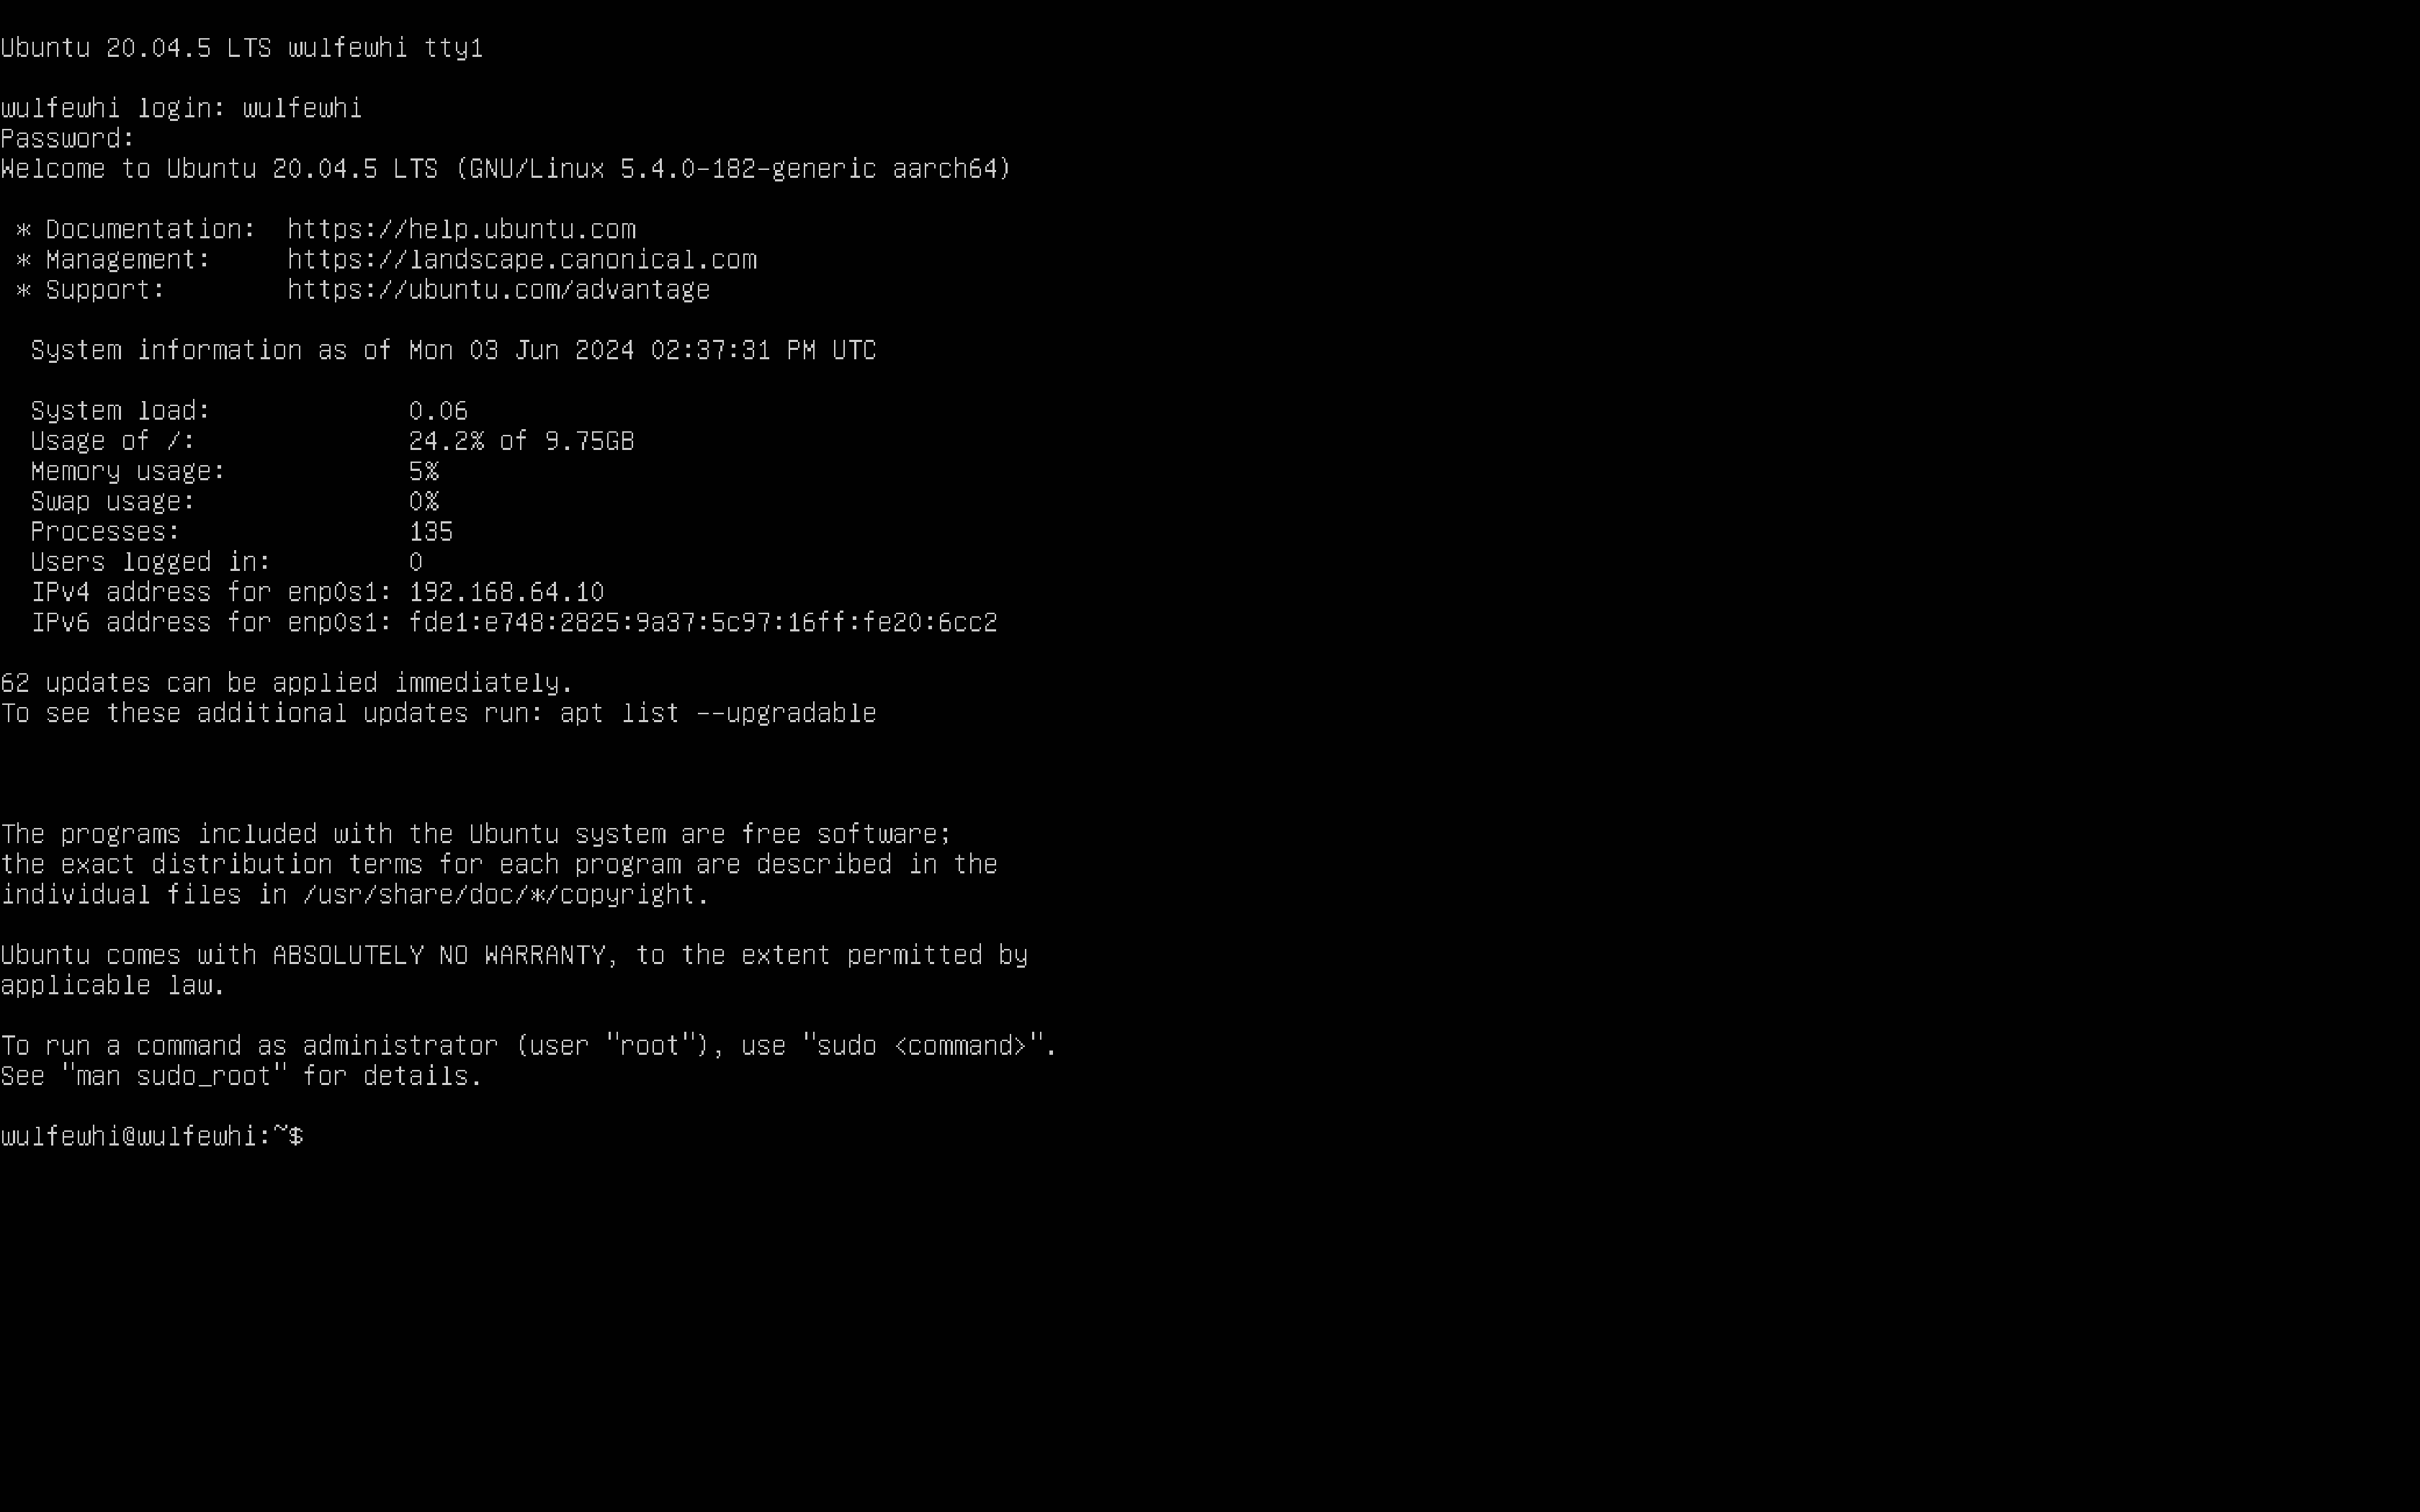 Ubuntu 20.04.5 LTS wulfewhi tty1
wulfewhi login: wulfewhi
Password:
Welcome to Ubuntu 20.04.5 LTS (GNU/Linux 5.4.0-182-generic aarch64)
* Documentation:  https://help.ubuntu.com
* Management:     https://landscape.canonical.com
* Support:        https://ubuntu.com/advantage
System information as of Mon 03 Jun 2024 02:37:31 PM UTC
System load:             0.06
Usage of /:              24.2% of 9.75GB
Memory usage:            5%
Swap usage:              0%
Processes:               135
Users logged in:         0
IPv4 address for enp0s1: 192.168.64.10
IPv6 address for enp0s1: fde1:e748:2825:9a37:5c97:16ff:fe20:6cc2
62 updates can be applied immediately.
To see these additional updates run: apt list --upgradable
The programs included with the Ubuntu system are free software;
the exact distribution terms for each program are described in the
individual files in /usr/share/doc/*/copyright.
Ubuntu comes with ABSOLUTELY NO WARRANTY, to the extent permitted by
applicable law.
To run a command as administrator (user "root"), use "sudo <command>".
See "man sudo_root" for details.
wulfewhi@wulfewhi:~$